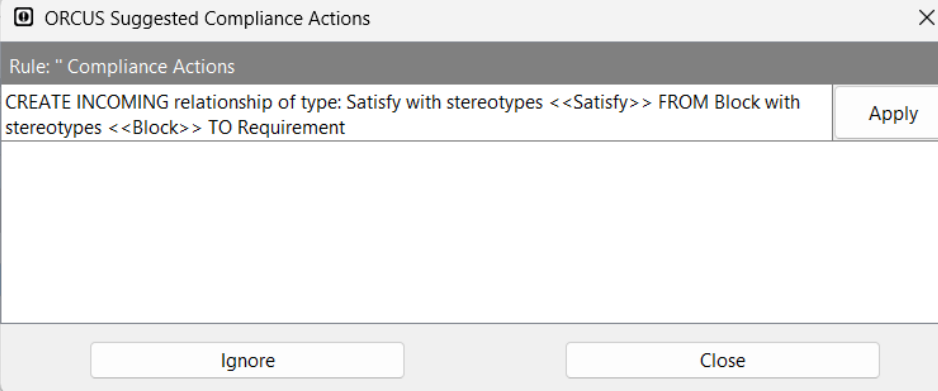 ORCUS Suggested Compliance Actions
Rule: '' Compliance Actions
CREATE INCOMING relationship of type: Satisfy with stereotypes <<Satisfy>> FROM Block with
stereotypes <<Block>> TO Requirement
Apply
Ignore
Close